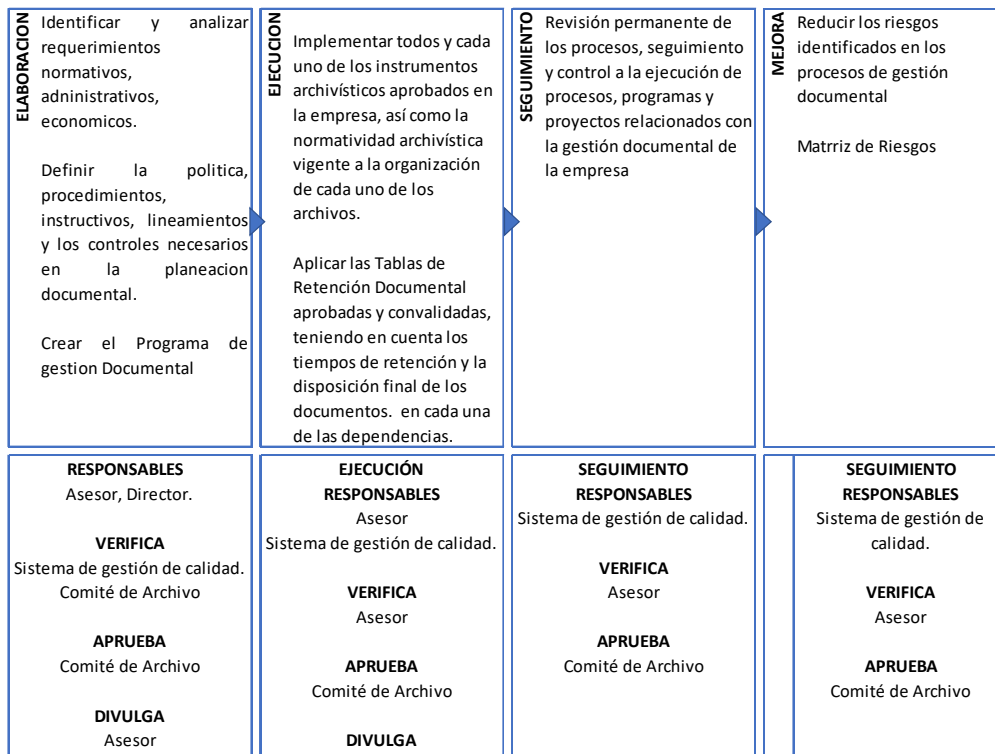 ELABORACION
Identificar y analizar
requerimientos
normativos,
adninistrativos,
economicos.
Definir la politica,
procedimientos,
instructivos, lineamientos
y los controles necesarios
en la planeacion
documental.
Crear el Programa de
gestion Documental
EJECUCION
Implementar todos y cada
uno de los instrumentos
archivísticos aprobados en
la empresa, así como la
normatividad archivística
vigente a la organización
de cada uno de los
archivos.
Aplicar las Tablas de
Retención Documental
aprobadas y convalidadas,
teniendo en cuenta los
tiempos de retención y la
disposición final de los
documentos. en cada una
de las dependencias.
SEGUIMIENTO
Revisión permanente de
los procesos, seguimiento
y control a la ejecución de
procesos, programas y
proyectos relacionados con
la gestión documental de
la empresa
MEJORA
Reducir los riesgos
identificados en los
procesos de gestión
documental
Matrriz de Riesgos
RESPONSABLES
Asesor, Director.
VERIFICA
Sistema de gestión de calidad.
Comité de Archivo
APRUEBA
Comité de Archivo
DIVULGA
Asesor
EJECUCIÓN
RESPONSABLES
Asesor
Sistema de gestión de calidad.
VERIFICA
Asesor
APRUEBA
Comité de Archivo
DIVULGA
SEGUIMIENTO
RESPONSABLES
Sistema de gestión de calidad.
VERIFICA
Asesor
APRUEBA
Comité de Archivo
SEGUIMIENTO
RESPONSABLES
Sistema de gestión de
calidad.
VERIFICA
Asesor
APRUEBA
Comité de Archivo